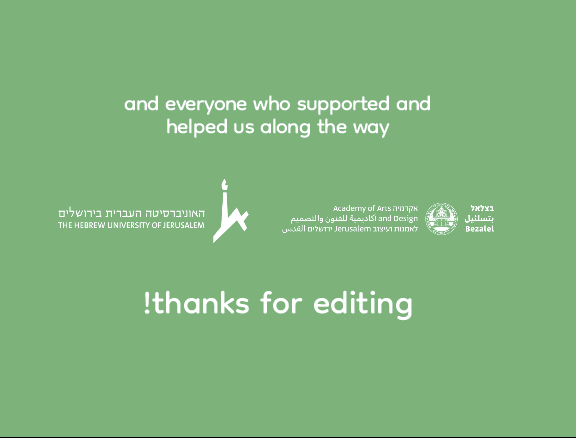 and everyone who supported and
helped us along the way
האוניברסיטה העברית בירושלים
THE HEBREW UNIVERSITY OF JERUSALEM
Academy of Arts אקדמיה
and Design اكاديمية للفنون والتصميم
לאמנות ועיצוב Jerusalem ירושלים القدس
בצלאל
بتسلئيل
Bezalel
!thanks for editing